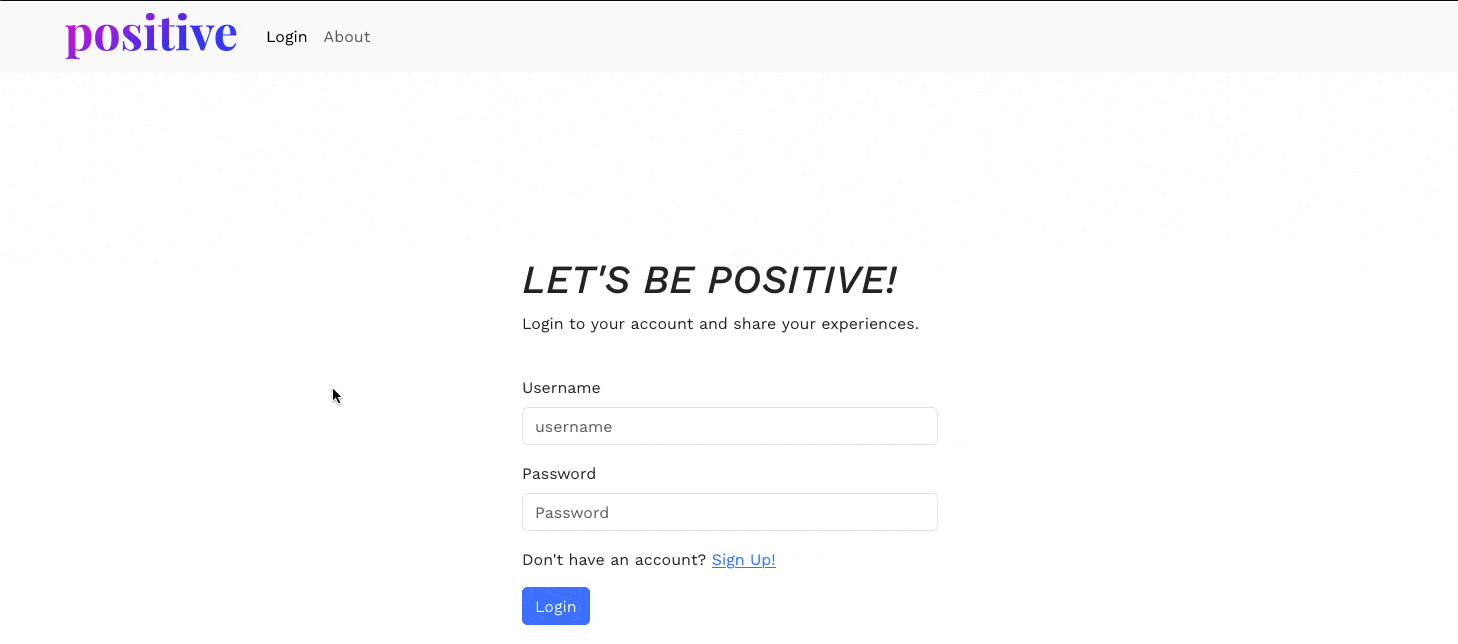 positive Login About
LET'S BE POSITIVE!
Login to your account and share your experiences.
Username
username
Password
Password
Don't have an account? Sign Up!
Login